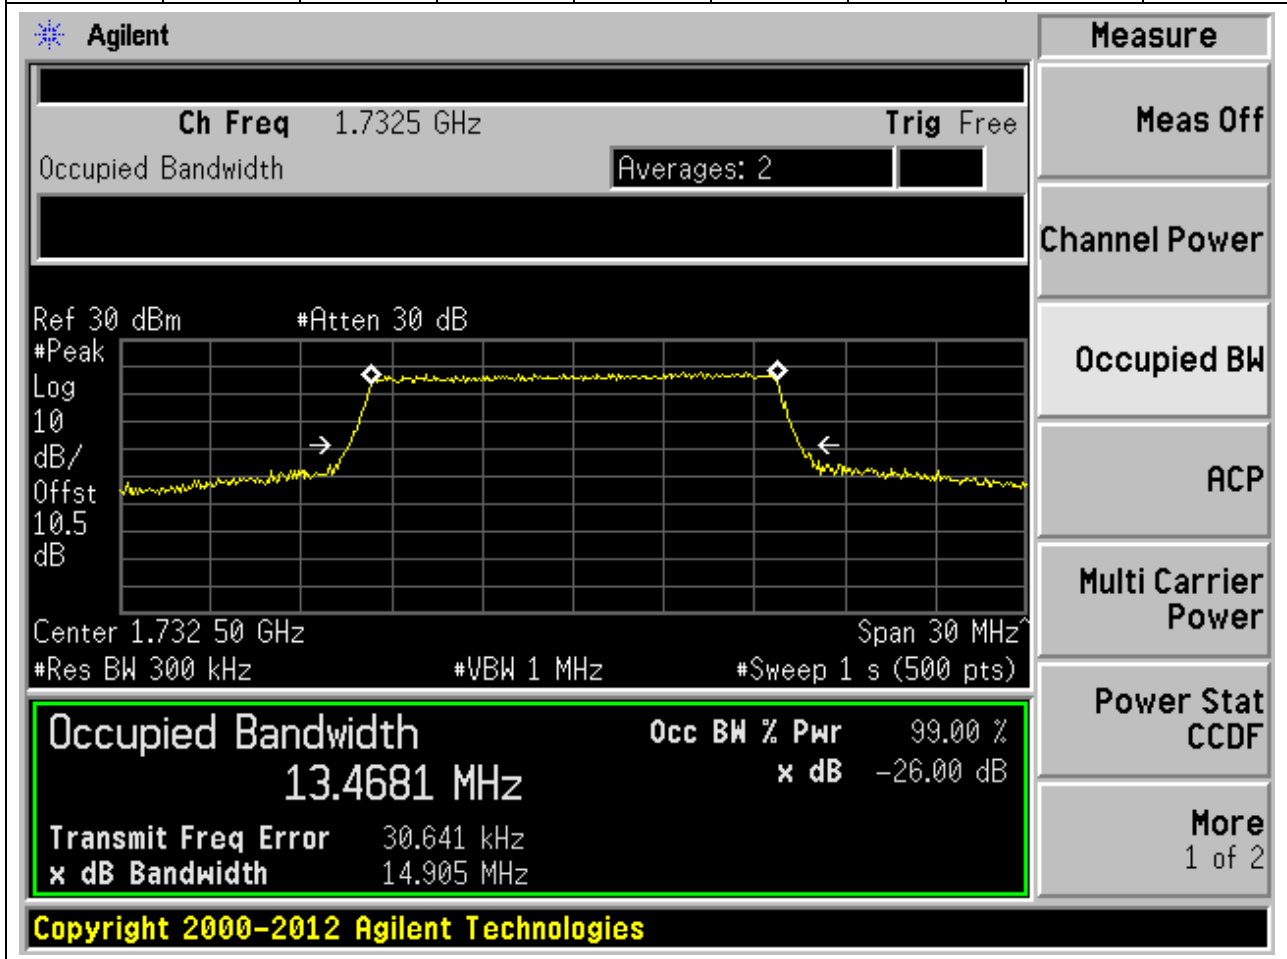 Agilent
Measure
Ch Freq 1.7325 GHz Trig Free
Occupied Bandwidth Averages: 2
Ref 30 dBm #Atten 30 dB
#Peak
Log
10
dB/
Offst
10.5
dB
Center 1.732 50 GHz Span 30 MHz^
#Res BW 300 kHz #VBW 1 MHz #Sweep 1 s (500 pts)
Occupied Bandwidth Occ BW % Pwr 99.00 %
13.4681 MHz x dB -26.00 dB
Transmit Freq Error 30.641 kHz
x dB Bandwidth 14.905 MHz
Meas Off
Channel Power
Occupied BW
ACP
Multi Carrier
Power
Power Stat
CCDF
More
1 of 2
Copyright 2000-2012 Agilent Technologies